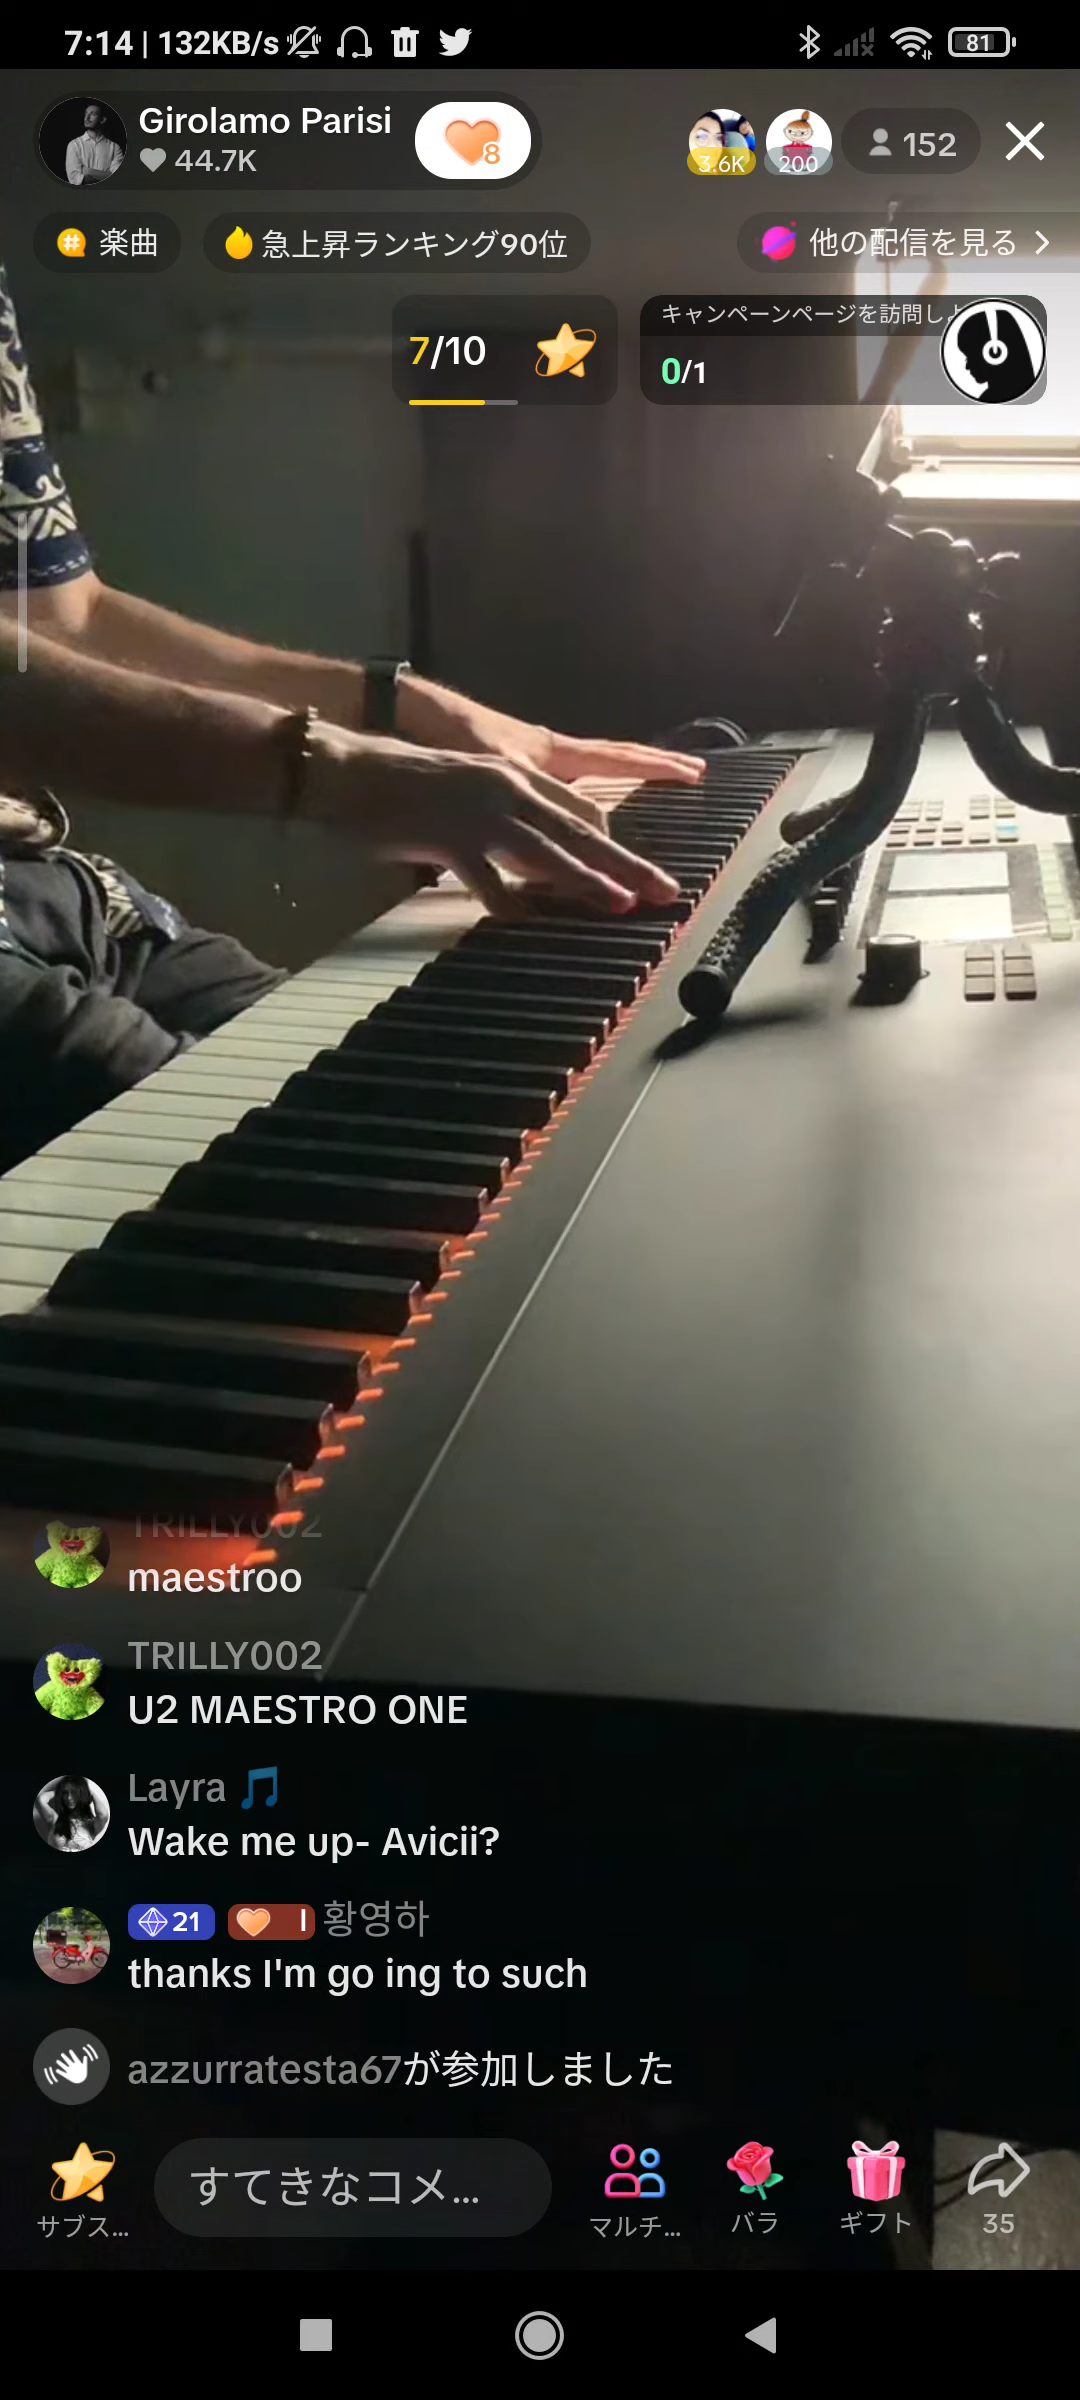 7:14 | 132KB/s
81
Girolamo Parisi
44.7K
8
3.6K
200
152
楽曲
急上昇ランキング90位
他の配信を見る
7/10
キャンペーンページを訪問しよ
0/1
TRILLY002
maestroo
TRILLY002
U2 MAESTRO ONE
Layra
Wake me up- Avicii?
21
I
황영하
thanks I'm go ing to such
azzurratesta67が参加しました
すてきなコメ...
サブス...
マルチ...
バラ
ギフト
35